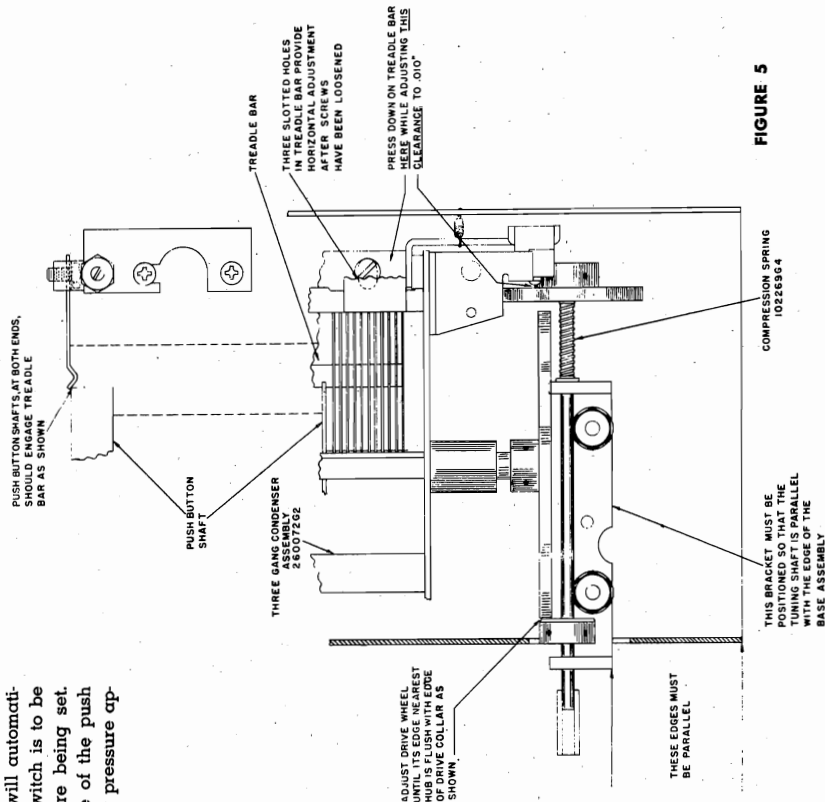 will automati-
witch is to be
re being set.
e of the push
pressure ap-
PUSH BUTTON SHAFTS, AT BOTH ENDS,
SHOULD ENGAGE TREADLE
BAR AS SHOWN
PUSH BUTTON
SHAFT
THREE GANG CONDENSER
ASSEMBLY
260072G2
TREADLE BAR
THREE SLOTTED HOLES
IN TREADLE BAR PROVIDE
HORIZONTAL ADJUSTMENT
AFTER SCREWS
HAVE BEEN LOOSENED
PRESS DOWN ON TREADLE BAR
HERE WHILE ADJUSTING THIS
CLEARANCE TO .010"
ADJUST DRIVE WHEEL
UNTIL ITS EDGE NEAREST
HUB IS FLUSH WITH EDGE
OF DRIVE COLLAR AS
SHOWN
THESE EDGES MUST
BE PARALLEL
THIS BRACKET MUST BE
POSITIONED SO THAT THE
TUNING SHAFT IS PARALLEL
WITH THE EDGE OF THE
BASE ASSEMBLY
COMPRESSION SPRING
102269G4
FIGURE 5